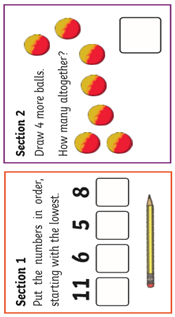 Section 1
Put the numbers in order,
starting with the lowest.
11 6 5 8
Section 2
Draw 4 more balls.
How many altogether?